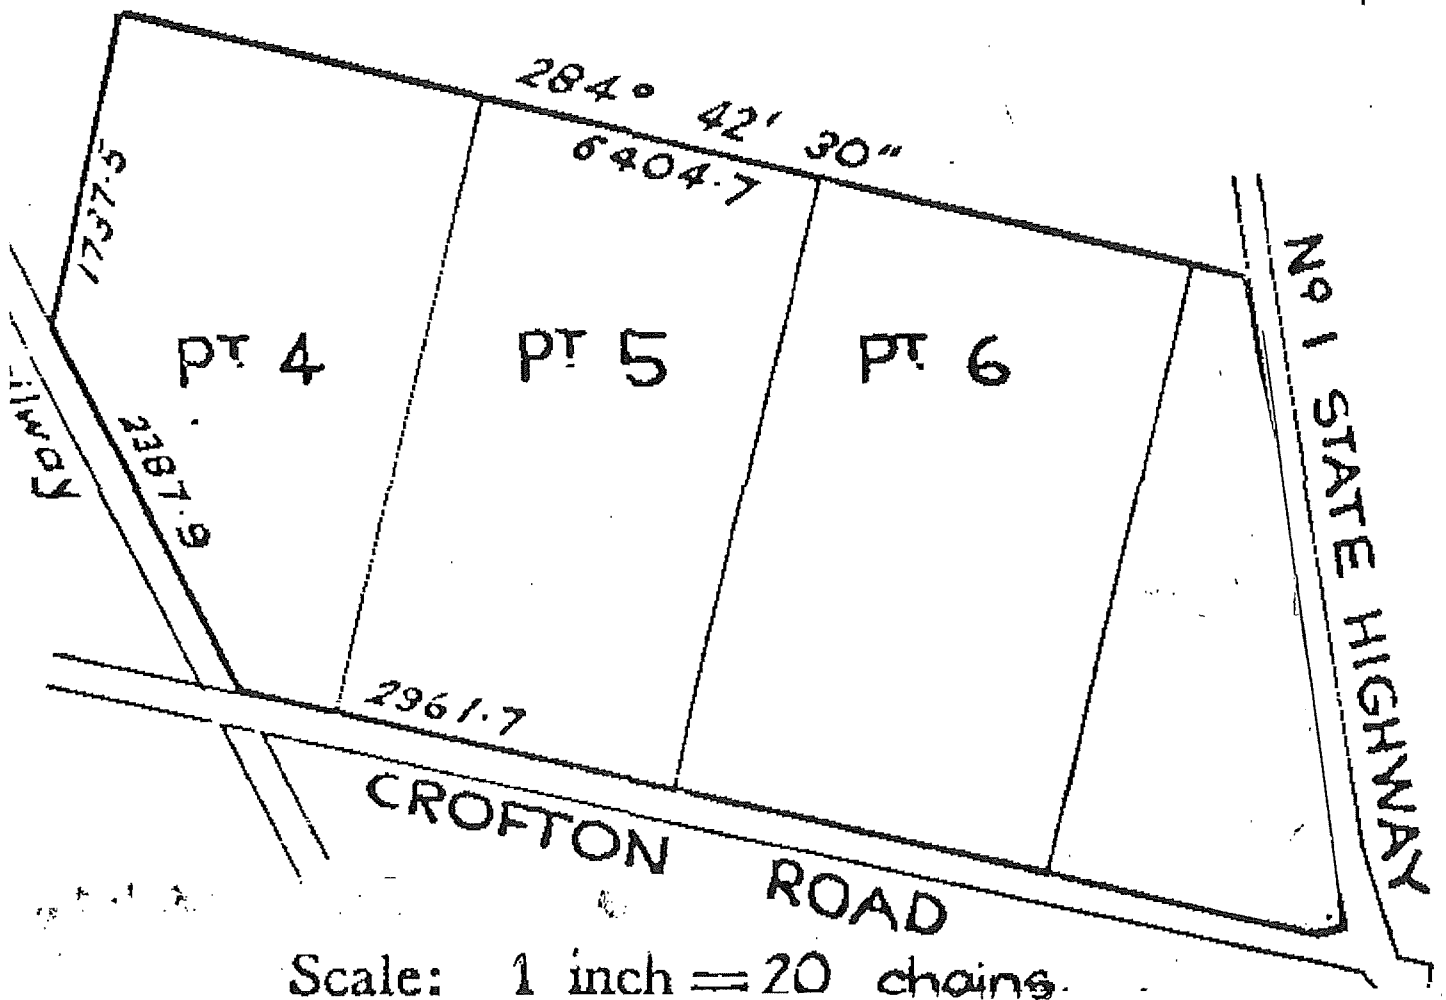 284° 42' 30"
6404.7
1737.5
Nº 1 STATE HIGHWAY
PT 4
PT 5
PT 6
ilway
2387.9
2961.7
CROFTON ROAD
Scale: 1 inch = 20 chains.